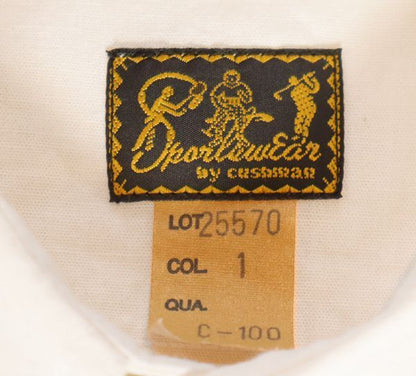 Sportswear
by cushman
LOT 25570
COL. 1
QUA.
C-100